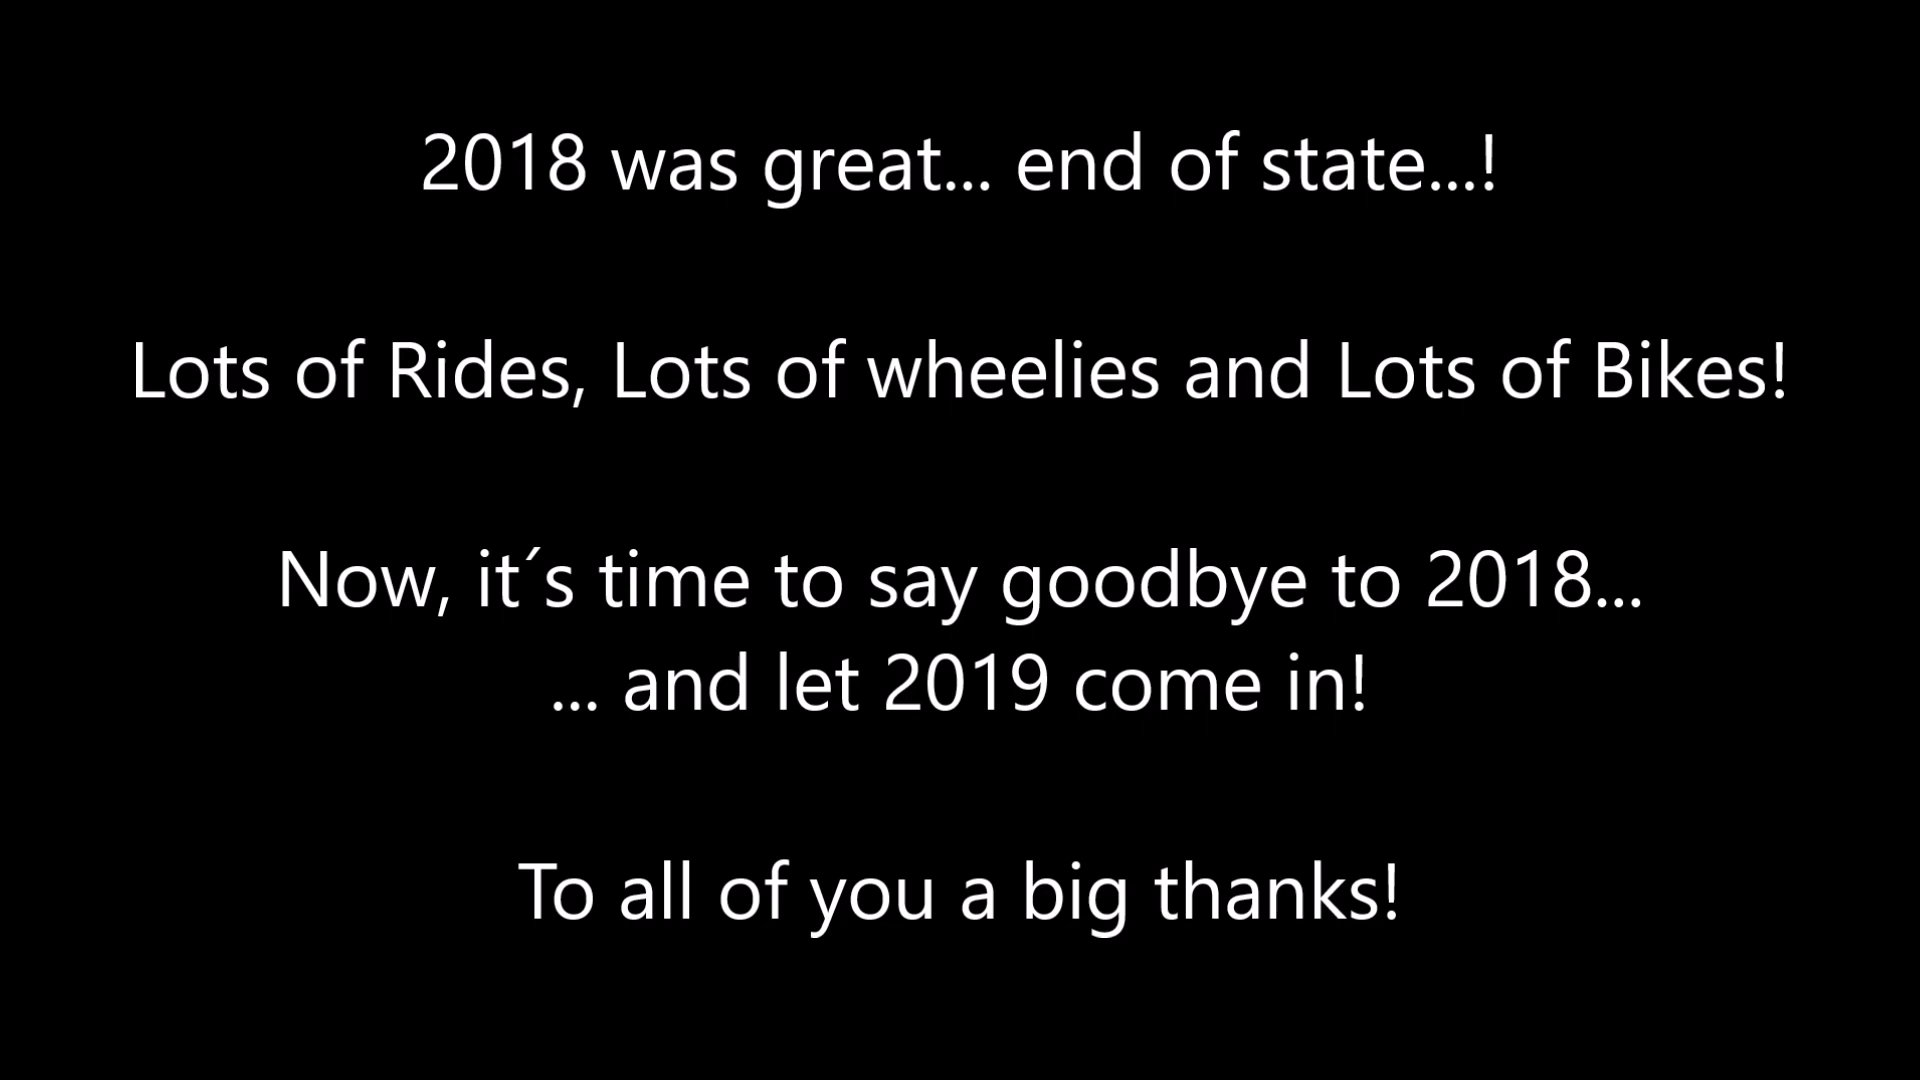 2018 was great... end of state...!
Lots of Rides, Lots of wheelies and Lots of Bikes!
Now, it´s time to say goodbye to 2018...
... and let 2019 come in!
To all of you a big thanks!